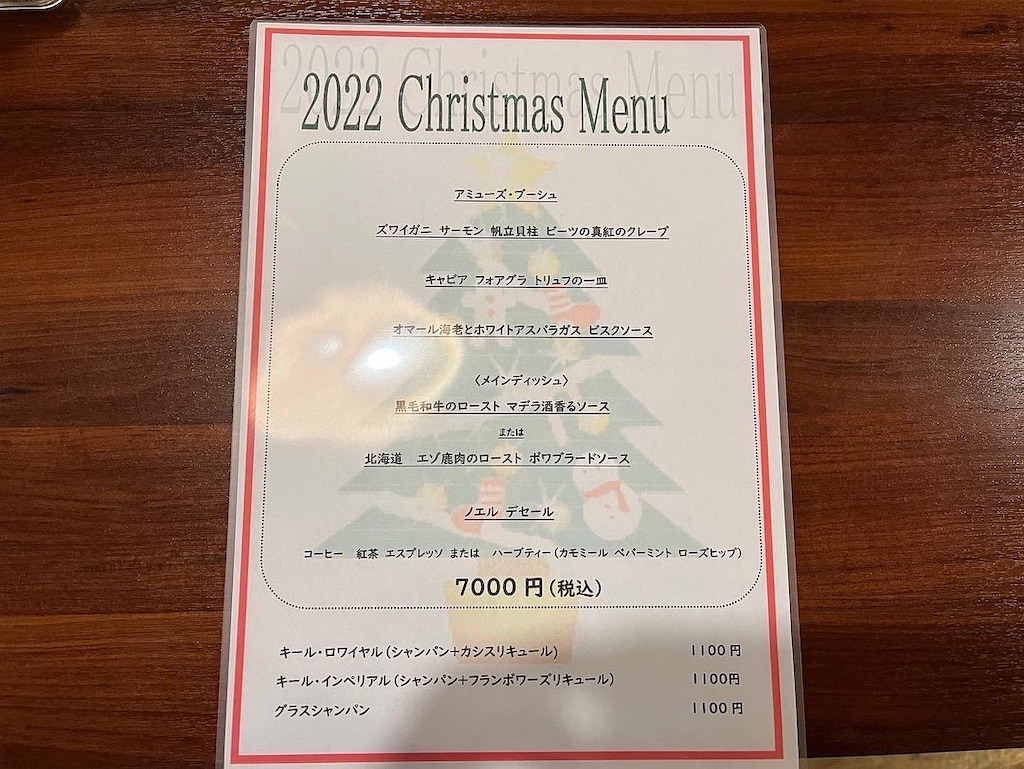 2022 Christmas Menu
アミューズ・ブーシュ
ズワイガニ サーモン 帆立貝柱 ビーツの真紅のクレープ
キャビア フォアグラ トリュフの一皿
オマール海老とホワイトアスパラガス ビスクソース
〈メインディッシュ〉
黒毛和牛のロースト マデラ酒香るソース
または
北海道　エゾ鹿肉のロースト ポワブラードソース
ノエル デセール
コーヒー　紅茶 エスプレッソ または　ハーブティー(カモミール ペパーミント ローズヒップ)
7000 円(税込)
キール・ロワイヤル(シャンパン+カシスリキュール) 1100 円
キール・インペリアル(シャンパン+フランボワーズリキュール) 1100円
グラスシャンパン 1100 円